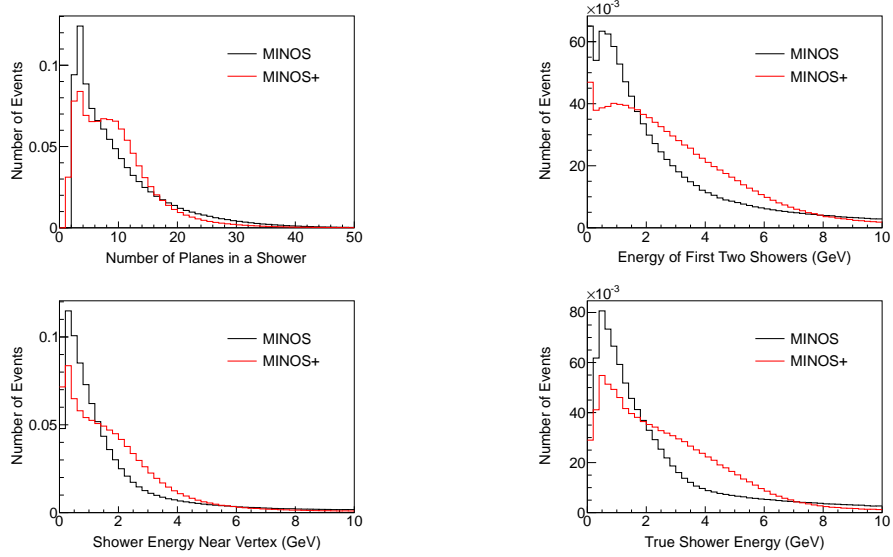 Number of Events
0.1
0.05
0
MINOS
MINOS+
0 10 20 30 40 50
Number of Planes in a Shower
×10⁻³
Number of Events
60
40
20
0
MINOS
MINOS+
0 2 4 6 8 10
Energy of First Two Showers (GeV)
Number of Events
0.1
0.05
0
MINOS
MINOS+
0 2 4 6 8 10
Shower Energy Near Vertex (GeV)
×10⁻³
Number of Events
80
60
40
20
0
MINOS
MINOS+
0 2 4 6 8 10
True Shower Energy (GeV)